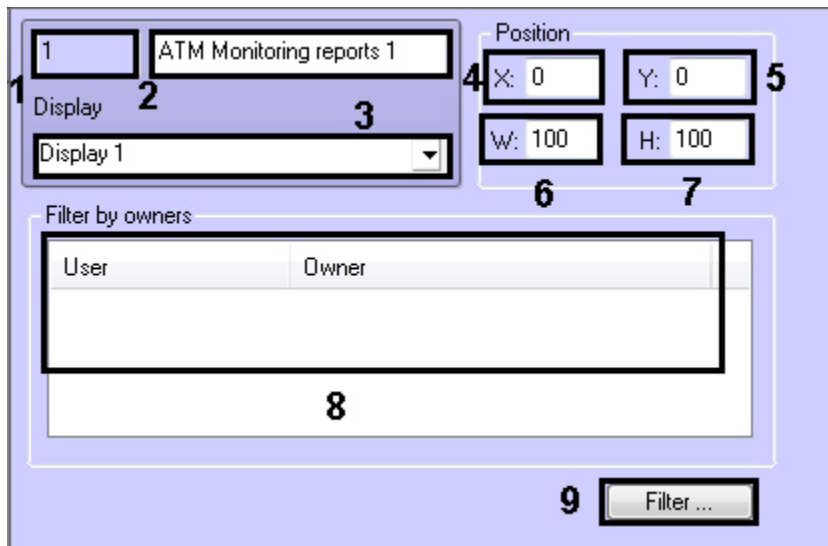 1 ATM Monitoring reports 1
1 2
Display 3
Display 1
Position
4 X: 0 Y: 0 5
W: 100 H: 100
6 7
Filter by owners
User Owner
8
9 Filter ...